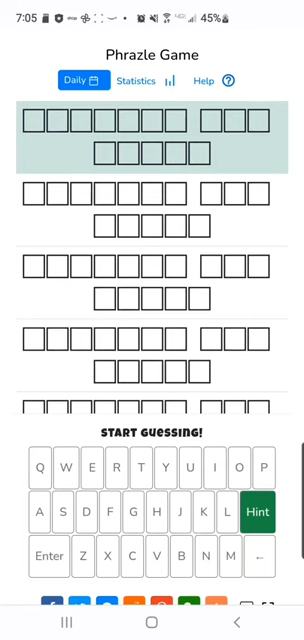 7:05 45%
Phrazle Game
Daily Statistics Help ?
START GUESSING!
Q W E R T Y U I O P
A S D F G H J K L Hint
Enter Z X C V B N M ←